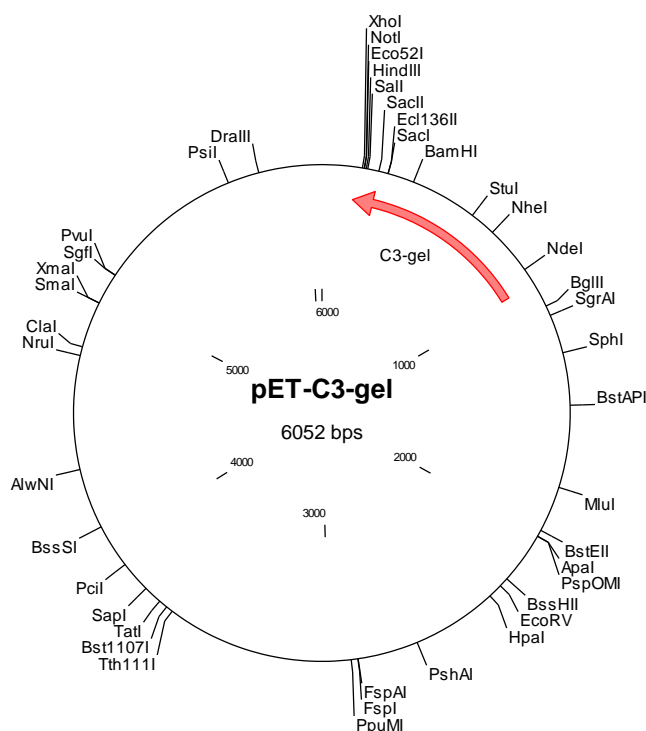 XhoI
NotI
Eco52I
HindIII
SalI
SacII
Ecl136II
SacI
BamHI
StuI
NheI
NdeI
BglII
SgrAI
SphI
BstAPI
MluI
BstEII
ApaI
PspOMI
BssHII
EcoRV
HpaI
PshAI
FspAI
FspI
PpuMI
Tth111I
Bst1107I
TatI
SapI
PciI
BssSI
AlwNI
NruI
ClaI
SmaI
XmaI
SgfI
PvuI
PsiI
DraIII
C3-gel
6000
1000
2000
3000
4000
5000
pET-C3-gel
6052 bps